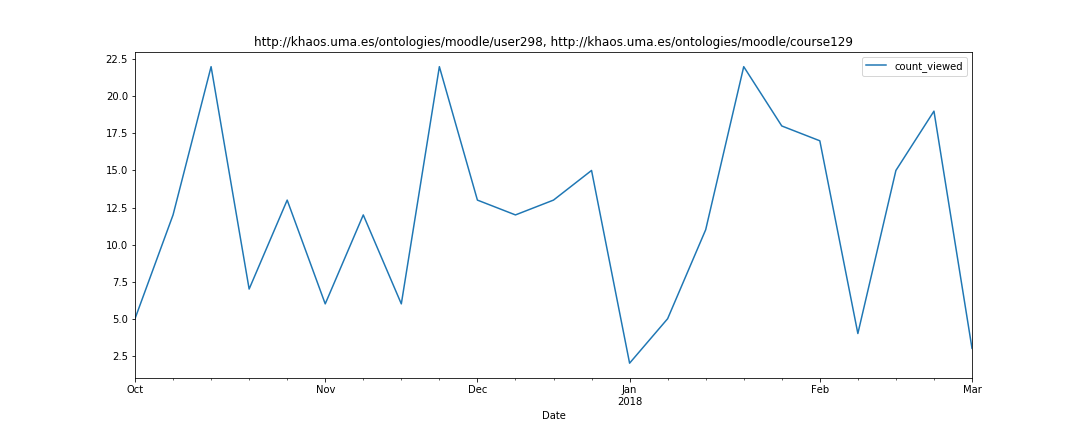 http://khaos.uma.es/ontologies/moodle/user298, http://khaos.uma.es/ontologies/moodle/course129
count_viewed
22.5
20.0
17.5
15.0
12.5
10.0
7.5
5.0
2.5
Oct Nov Dec Jan Feb Mar
2018
Date